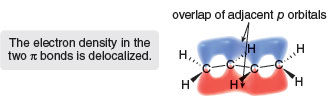 overlap of adjacent p orbitals
The electron density in the
two π bonds is delocalized.
H H H
C C C C
H H H